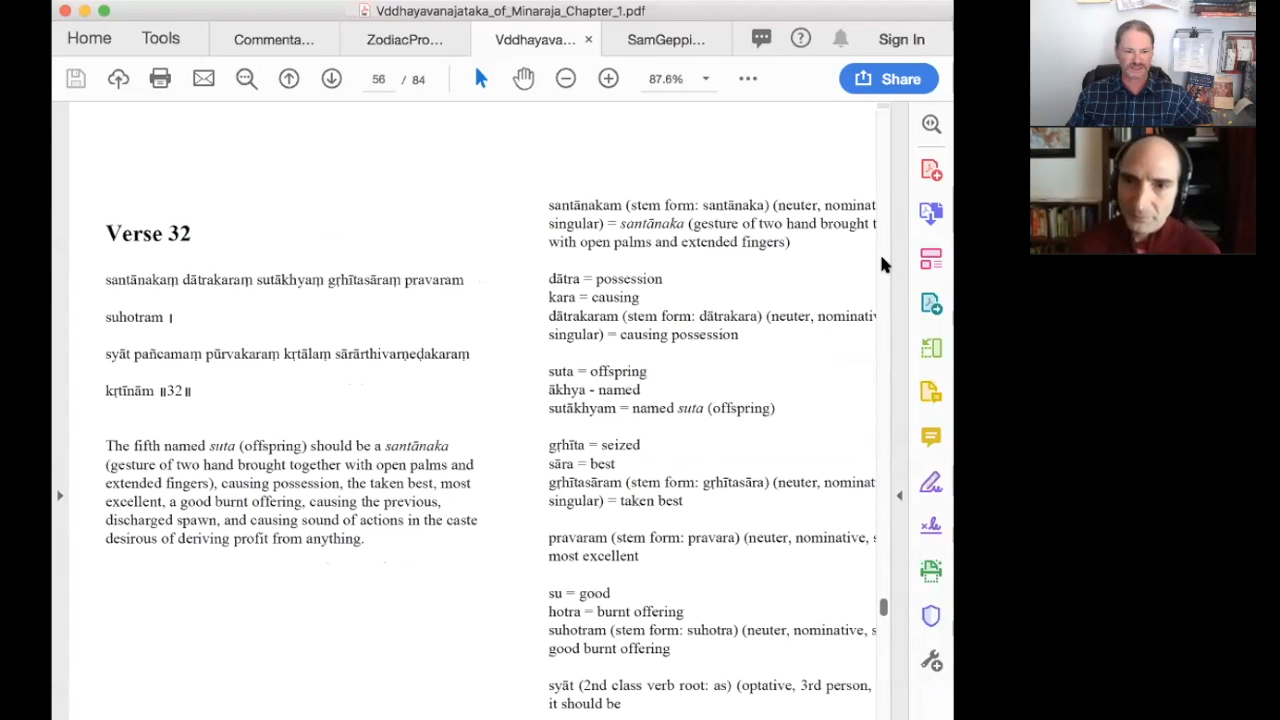 Vddhayavanajataka_of_Minaraja_Chapter_1.pdf
Home Tools Commenta... ZodiacPro... Vddhayava... × SamGeppi... Sign In
56 / 84 87.6% Share
Verse 32
santānakaṃ dātrakaraṃ sutākhyaṃ gṛhītasāraṃ pravaraṃ
suhotram ।
syāt pañcamaṃ pūrvakaraṃ kṛtālaṃ sārārthivarṇeḍakaraṃ
kṛtīnām ॥32॥
The fifth named suta (offspring) should be a santānaka
(gesture of two hand brought together with open palms and
extended fingers), causing possession, the taken best, most
excellent, a good burnt offering, causing the previous,
discharged spawn, and causing sound of actions in the caste
desirous of deriving profit from anything.
santānakam (stem form: santānaka) (neuter, nominat
singular) = santānaka (gesture of two hand brought t
with open palms and extended fingers)
dātra = possession
kara = causing
dātrakaram (stem form: dātrakara) (neuter, nominativ
singular) = causing possession
suta = offspring
ākhya - named
sutākhyam = named suta (offspring)
gṛhīta = seized
sāra = best
gṛhītasāram (stem form: gṛhītasāra) (neuter, nominat
singular) = taken best
pravaram (stem form: pravara) (neuter, nominative, s
most excellent
su = good
hotra = burnt offering
suhotram (stem form: suhotra) (neuter, nominative, s
good burnt offering
syāt (2nd class verb root: as) (optative, 3rd person,
it should be